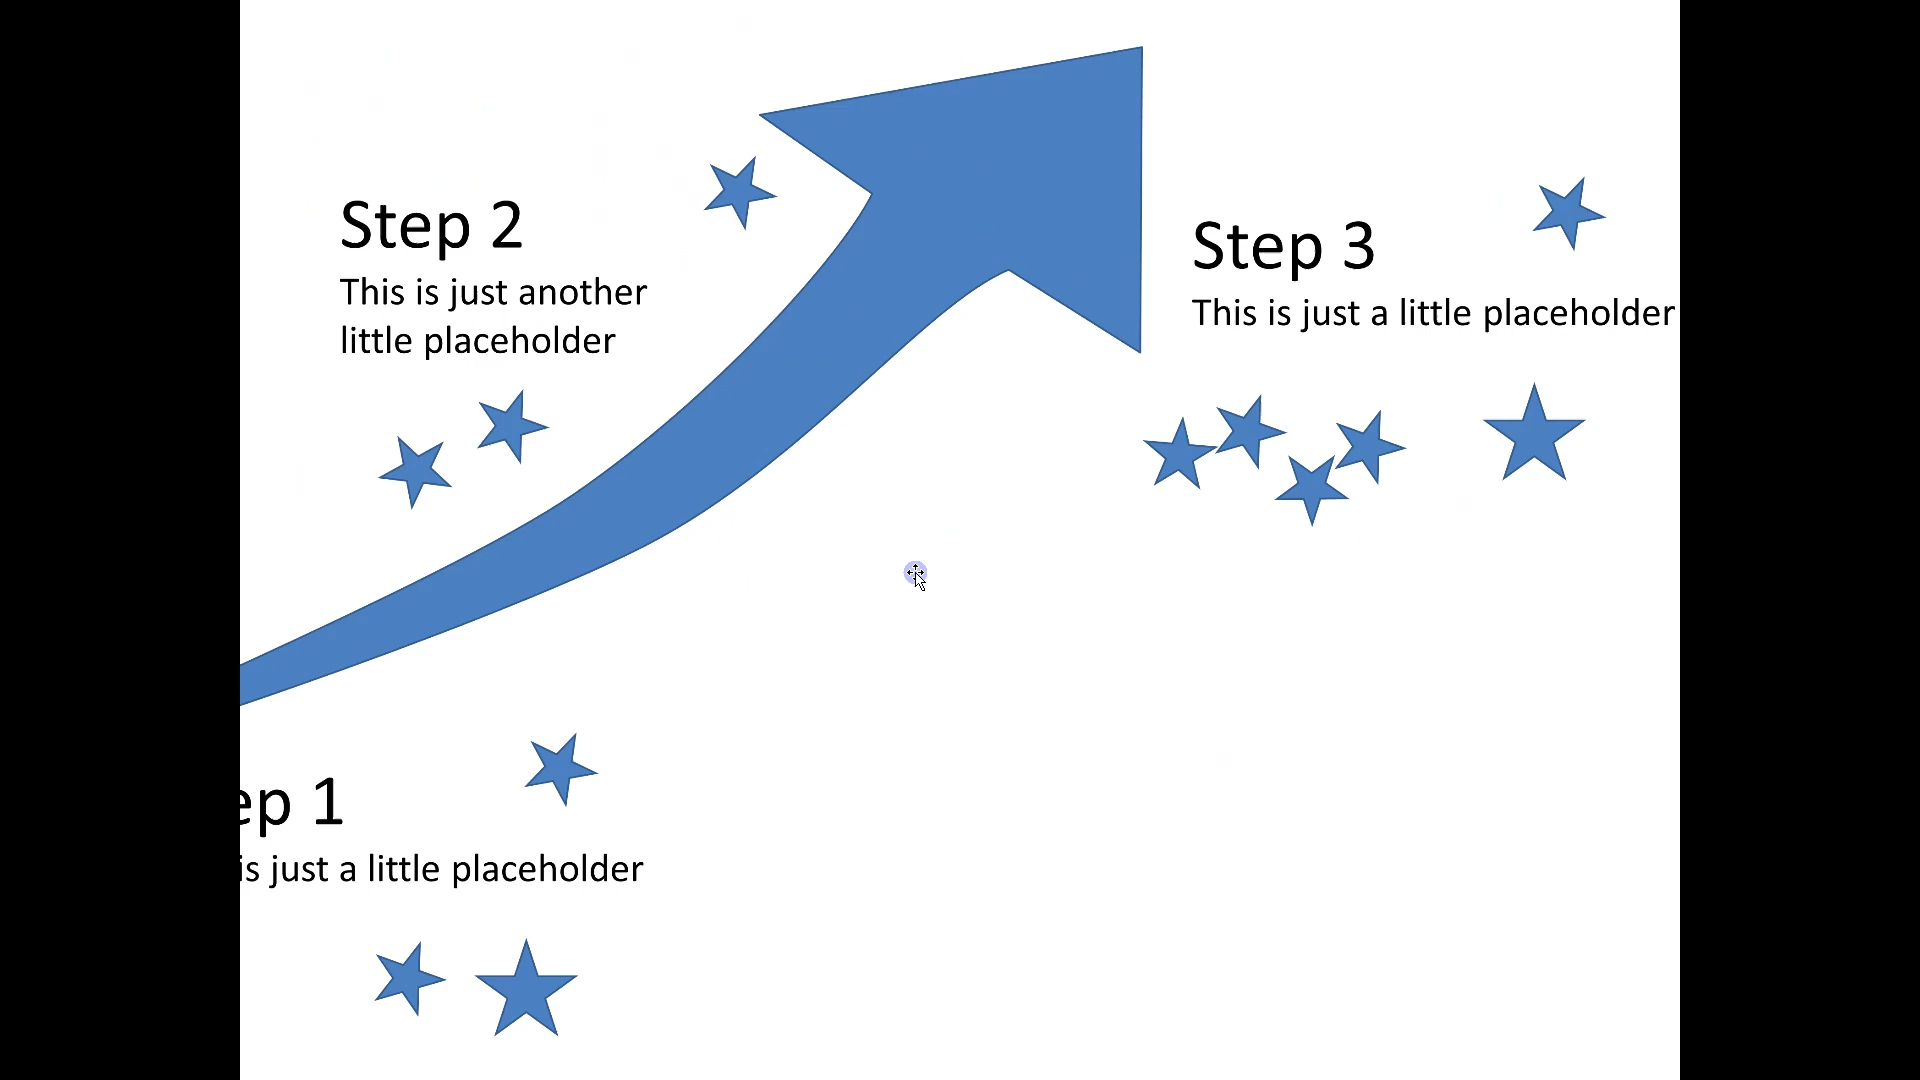 Step 2
This is just another
little placeholder
Step 3
This is just a little placeholder
ep 1
is just a little placeholder